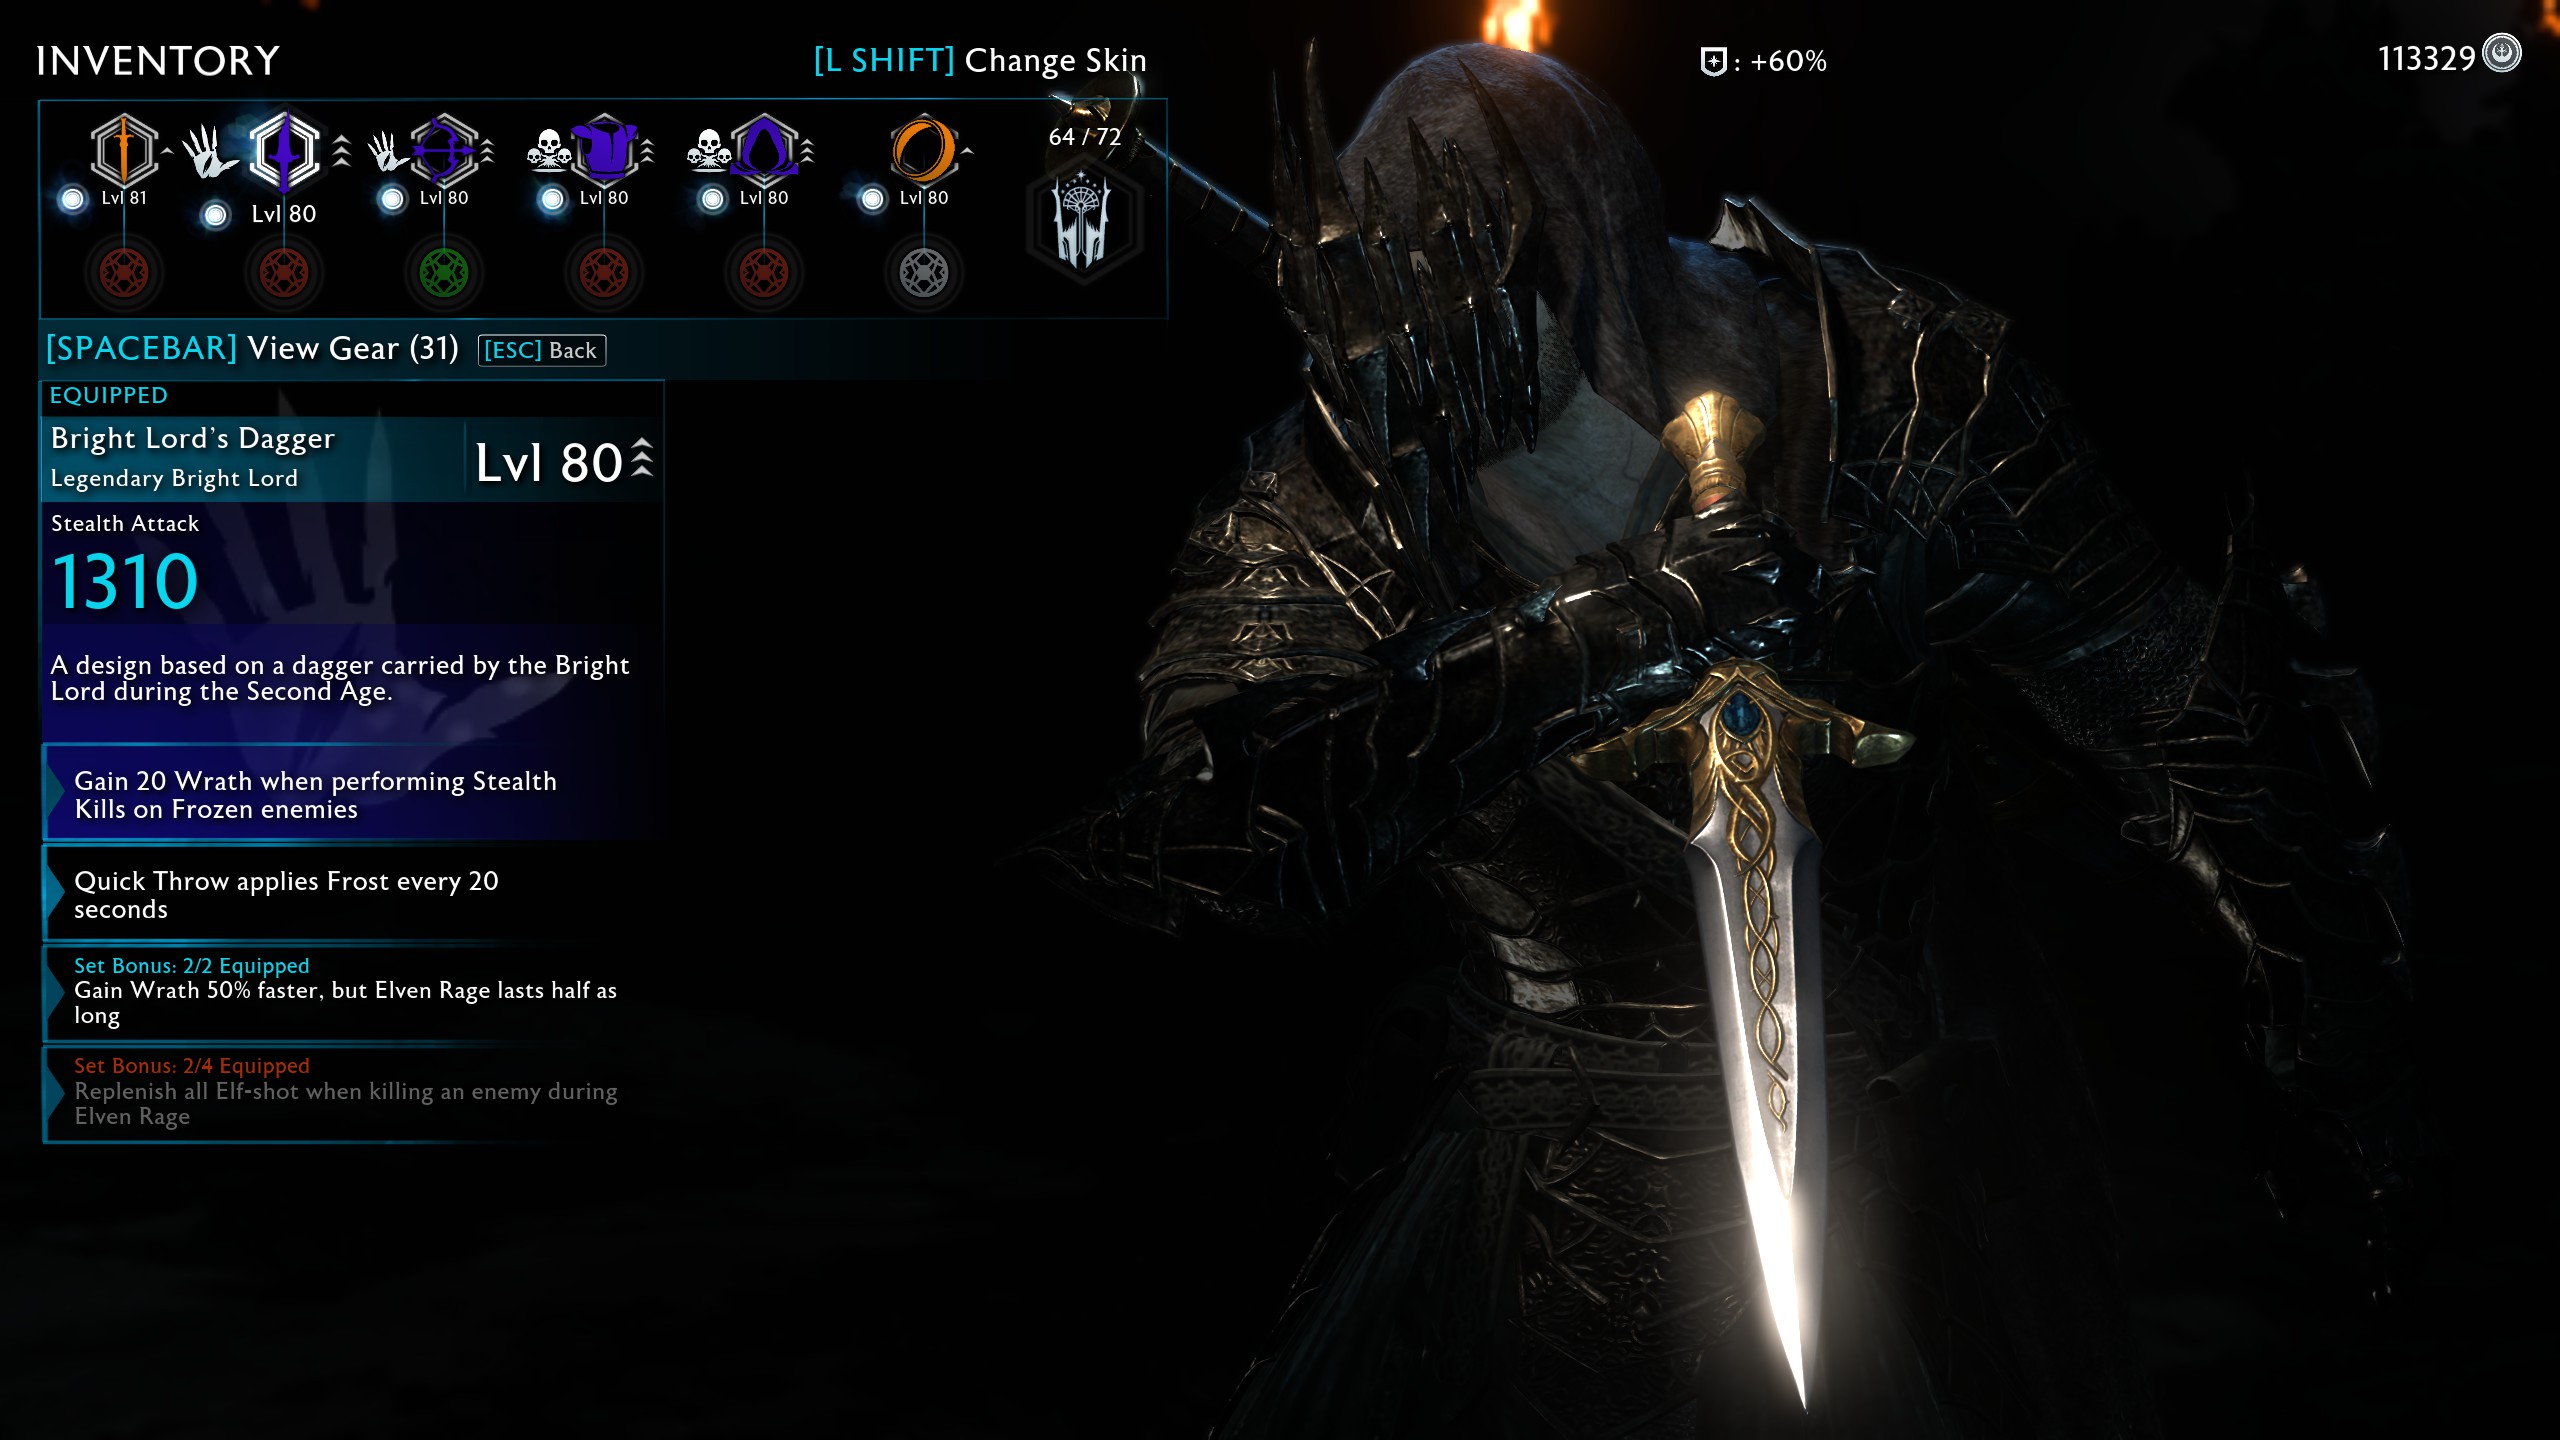 INVENTORY
[L SHIFT] Change Skin
: +60%
113329
64 / 72
Lvl 81
Lvl 80
Lvl 80
Lvl 80
Lvl 80
Lvl 80
[SPACEBAR] View Gear (31) [ESC] Back
EQUIPPED
Bright Lord's Dagger
Legendary Bright Lord
Lvl 80
Stealth Attack
1310
A design based on a dagger carried by the Bright
Lord during the Second Age.
Gain 20 Wrath when performing Stealth
Kills on Frozen enemies
Quick Throw applies Frost every 20
seconds
Set Bonus: 2/2 Equipped
Gain Wrath 50% faster, but Elven Rage lasts half as
long
Set Bonus: 2/4 Equipped
Replenish all Elf-shot when killing an enemy during
Elven Rage